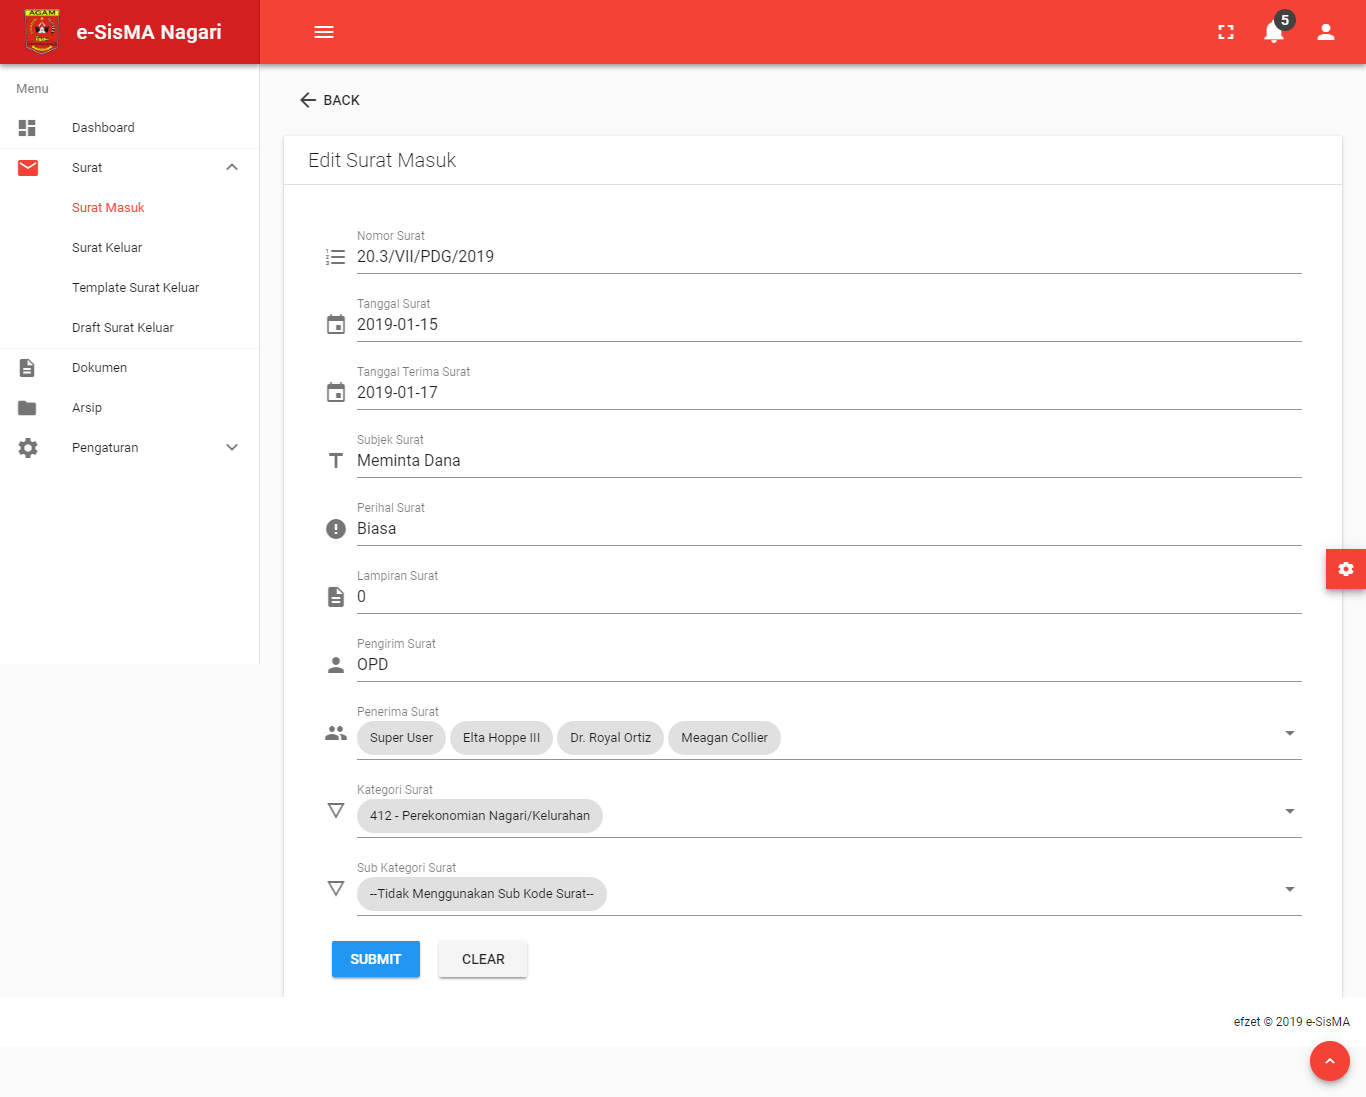 AGAM
e-SisMA Nagari
5
Menu
Dashboard
Surat
Surat Masuk
Surat Keluar
Template Surat Keluar
Draft Surat Keluar
Dokumen
Arsip
Pengaturan
BACK
Edit Surat Masuk
Nomor Surat
20.3/VII/PDG/2019
Tanggal Surat
2019-01-15
Tanggal Terima Surat
2019-01-17
Subjek Surat
Meminta Dana
Perihal Surat
Biasa
Lampiran Surat
0
Pengirim Surat
OPD
Penerima Surat
Super User Elta Hoppe III Dr. Royal Ortiz Meagan Collier
Kategori Surat
412 - Perekonomian Nagari/Kelurahan
Sub Kategori Surat
--Tidak Menggunakan Sub Kode Surat--
SUBMIT CLEAR
efzet © 2019 e-SisMA